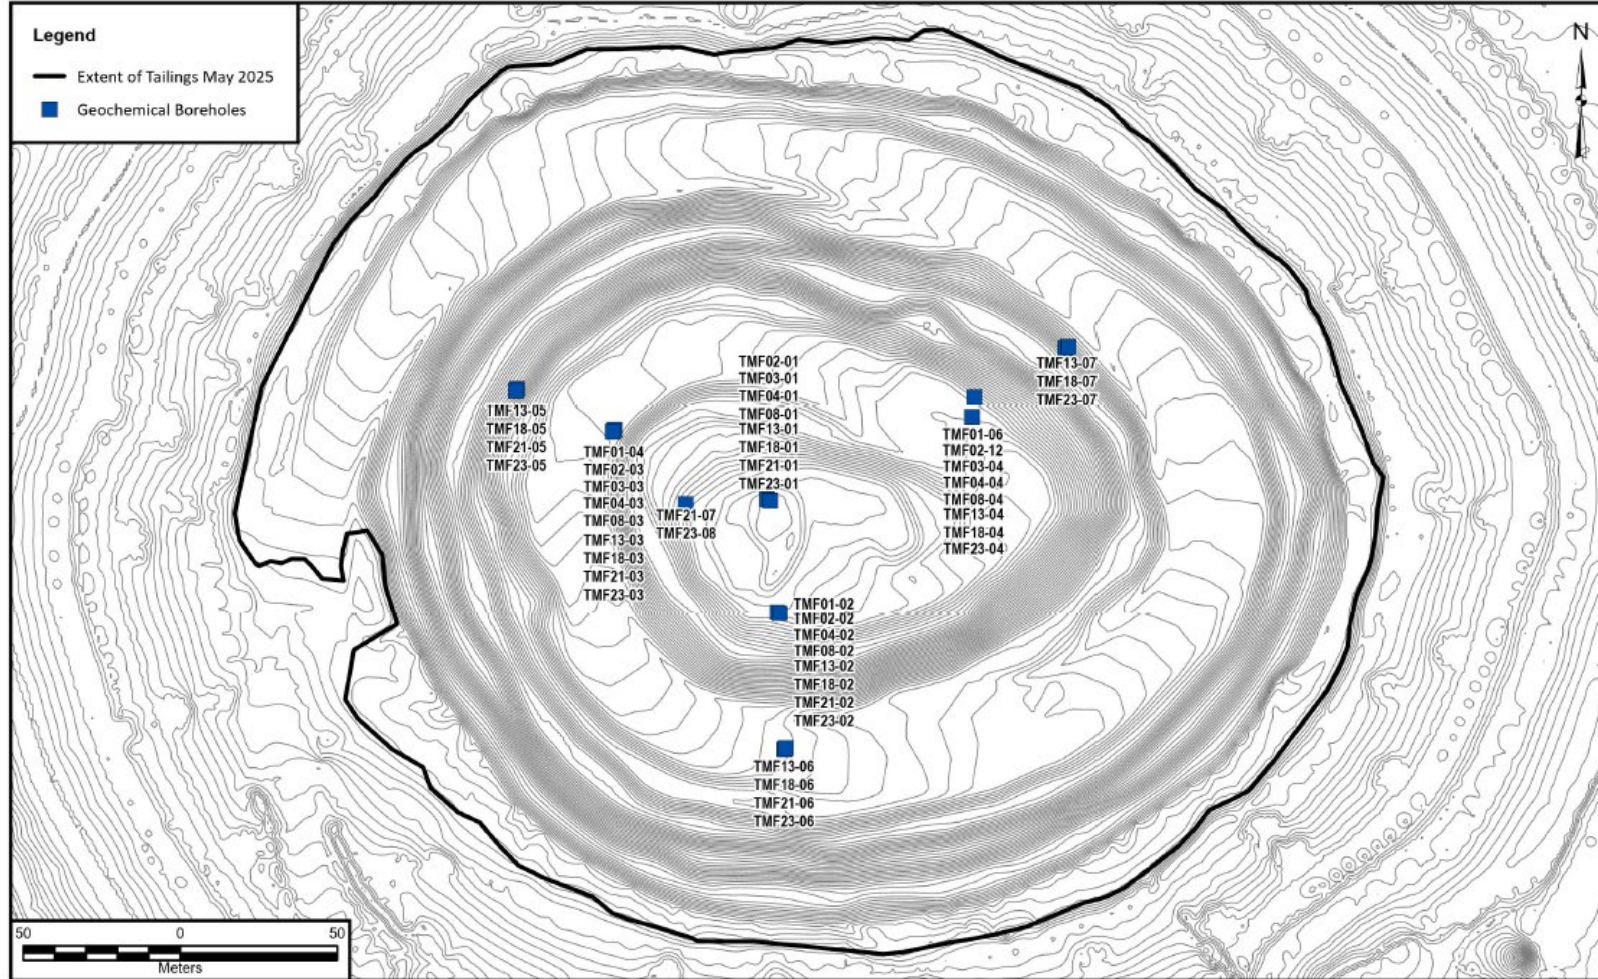 Legend
Extent of Tailings May 2025
Geochemical Boreholes
N
TMF02-01
TMF03-01
TMF04-01
TMF08-01
TMF13-01
TMF18-01
TMF21-01
TMF23-01
TMF13-07
TMF18-07
TMF23-07
TMF13-05
TMF18-05
TMF21-05
TMF23-05
TMF01-04
TMF02-03
TMF03-03
TMF04-03
TMF08-03
TMF13-03
TMF18-03
TMF21-03
TMF23-03
TMF21-07
TMF23-08
TMF01-06
TMF02-12
TMF03-04
TMF04-04
TMF08-04
TMF13-04
TMF18-04
TMF23-04
TMF01-02
TMF02-02
TMF04-02
TMF08-02
TMF13-02
TMF18-02
TMF21-02
TMF23-02
TMF13-06
TMF18-06
TMF21-06
TMF23-06
50 0 50
Meters